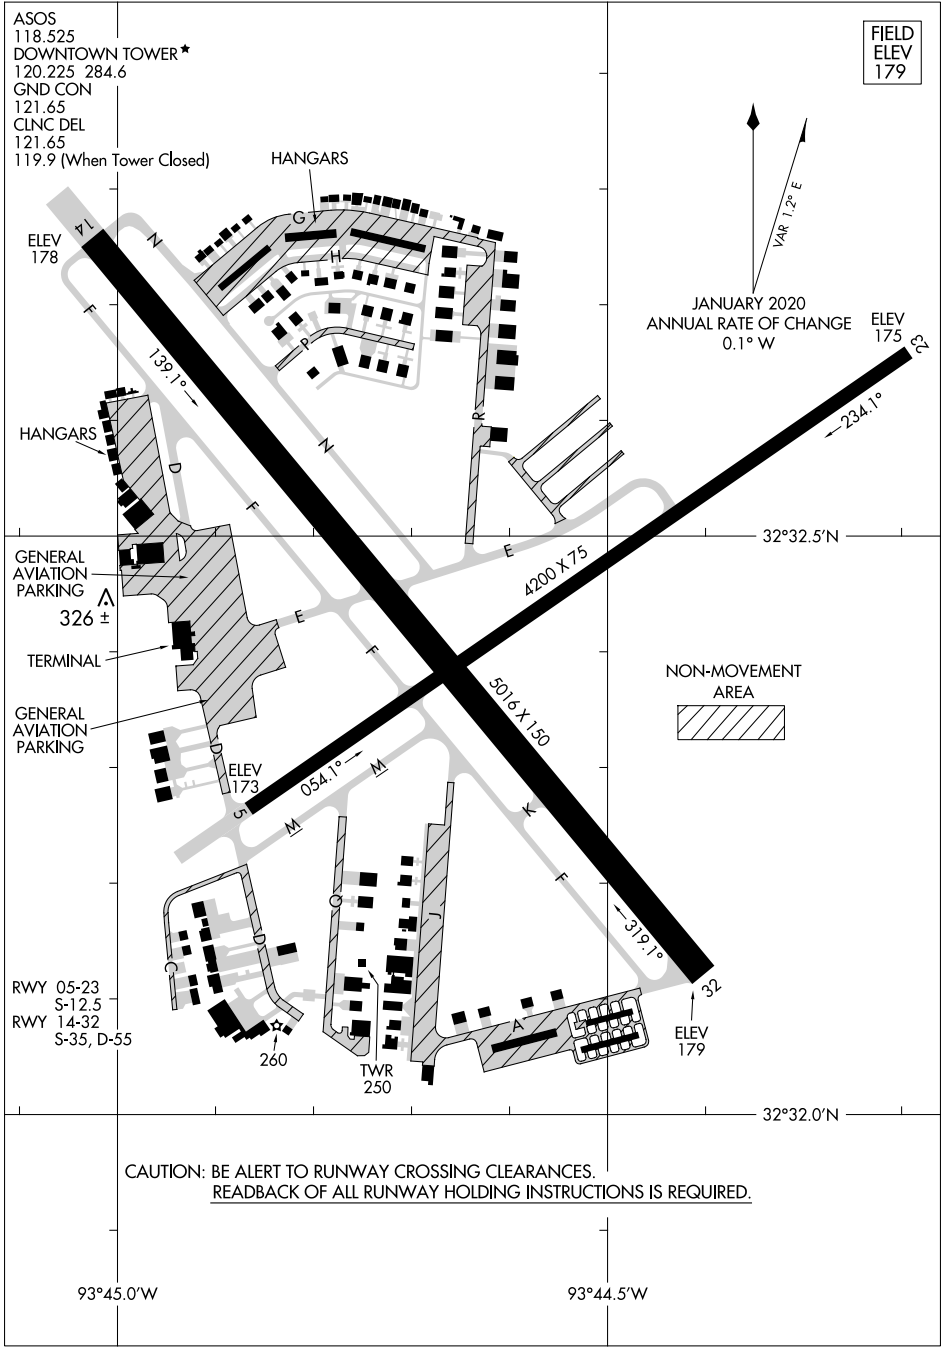 ASOS
118.525
DOWNTOWN TOWER★
120.225 284.6
GND CON
121.65
CLNC DEL
121.65
119.9 (When Tower Closed)
FIELD
ELEV
179
VAR 1.2° E
JANUARY 2020
ANNUAL RATE OF CHANGE
0.1° W
HANGARS
G
H
P
N
14
ELEV
178
F
139.1°
ELEV
175
23
234.1°
R
N
HANGARS
D
F
32°32.5'N
E
4200 X 75
GENERAL
AVIATION
PARKING
326 ±
E
TERMINAL
F
5016 X 150
NON-MOVEMENT
AREA
GENERAL
AVIATION
PARKING
D
ELEV
173
054.1°
M
5
M
K
F
Q
J
D
C
319.1°
32
ELEV
179
RWY 05-23
S-12.5
RWY 14-32
S-35, D-55
A
260
TWR
250
32°32.0'N
CAUTION: BE ALERT TO RUNWAY CROSSING CLEARANCES.
READBACK OF ALL RUNWAY HOLDING INSTRUCTIONS IS REQUIRED.
93°45.0'W
93°44.5'W